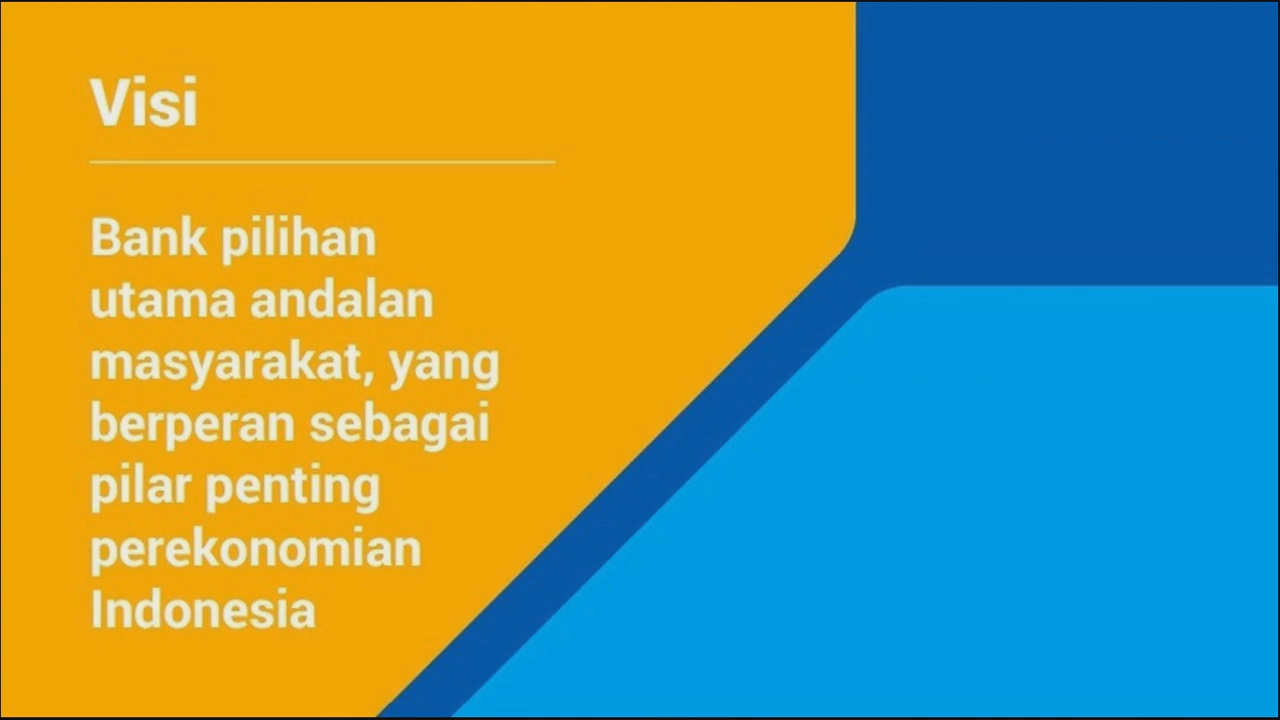 Visi
Bank pilihan
utama andalan
masyarakat, yang
berperan sebagai
pilar penting
perekonomian
Indonesia